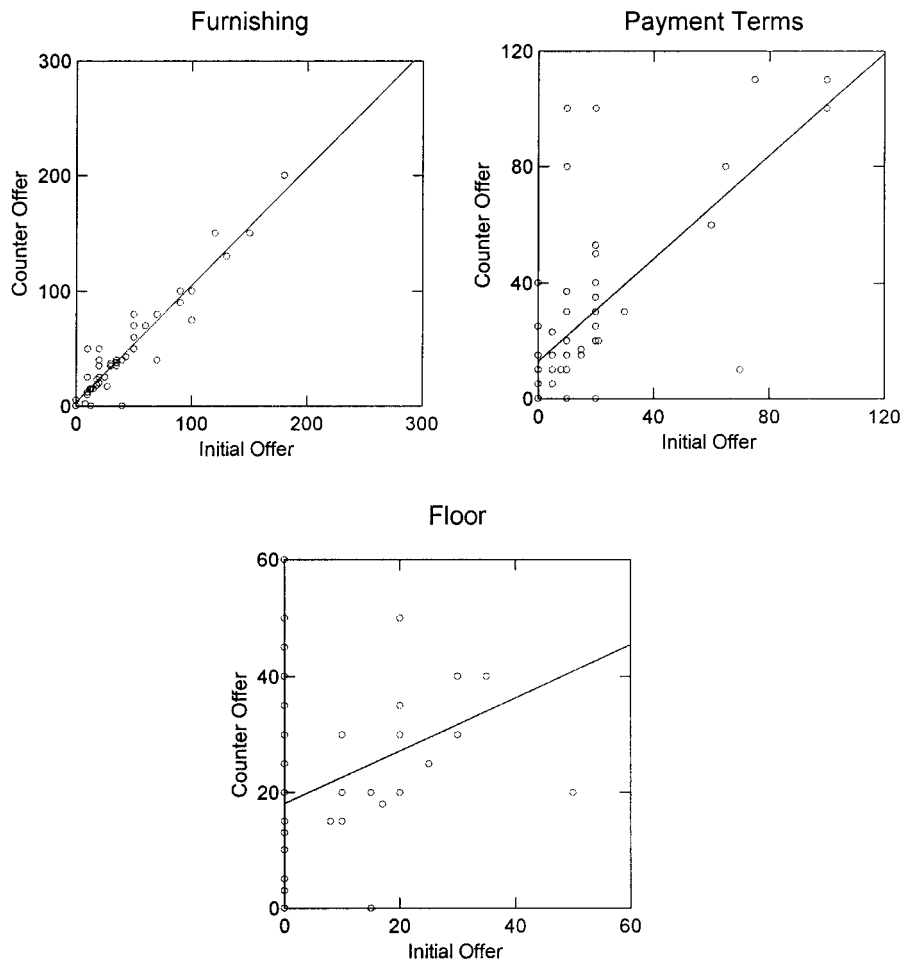 Furnishing
300
200
100
0
Counter Offer
0 100 200 300
Initial Offer
Payment Terms
120
80
40
0
Counter Offer
0 40 80 120
Initial Offer
Floor
60
40
20
0
Counter Offer
0 20 40 60
Initial Offer